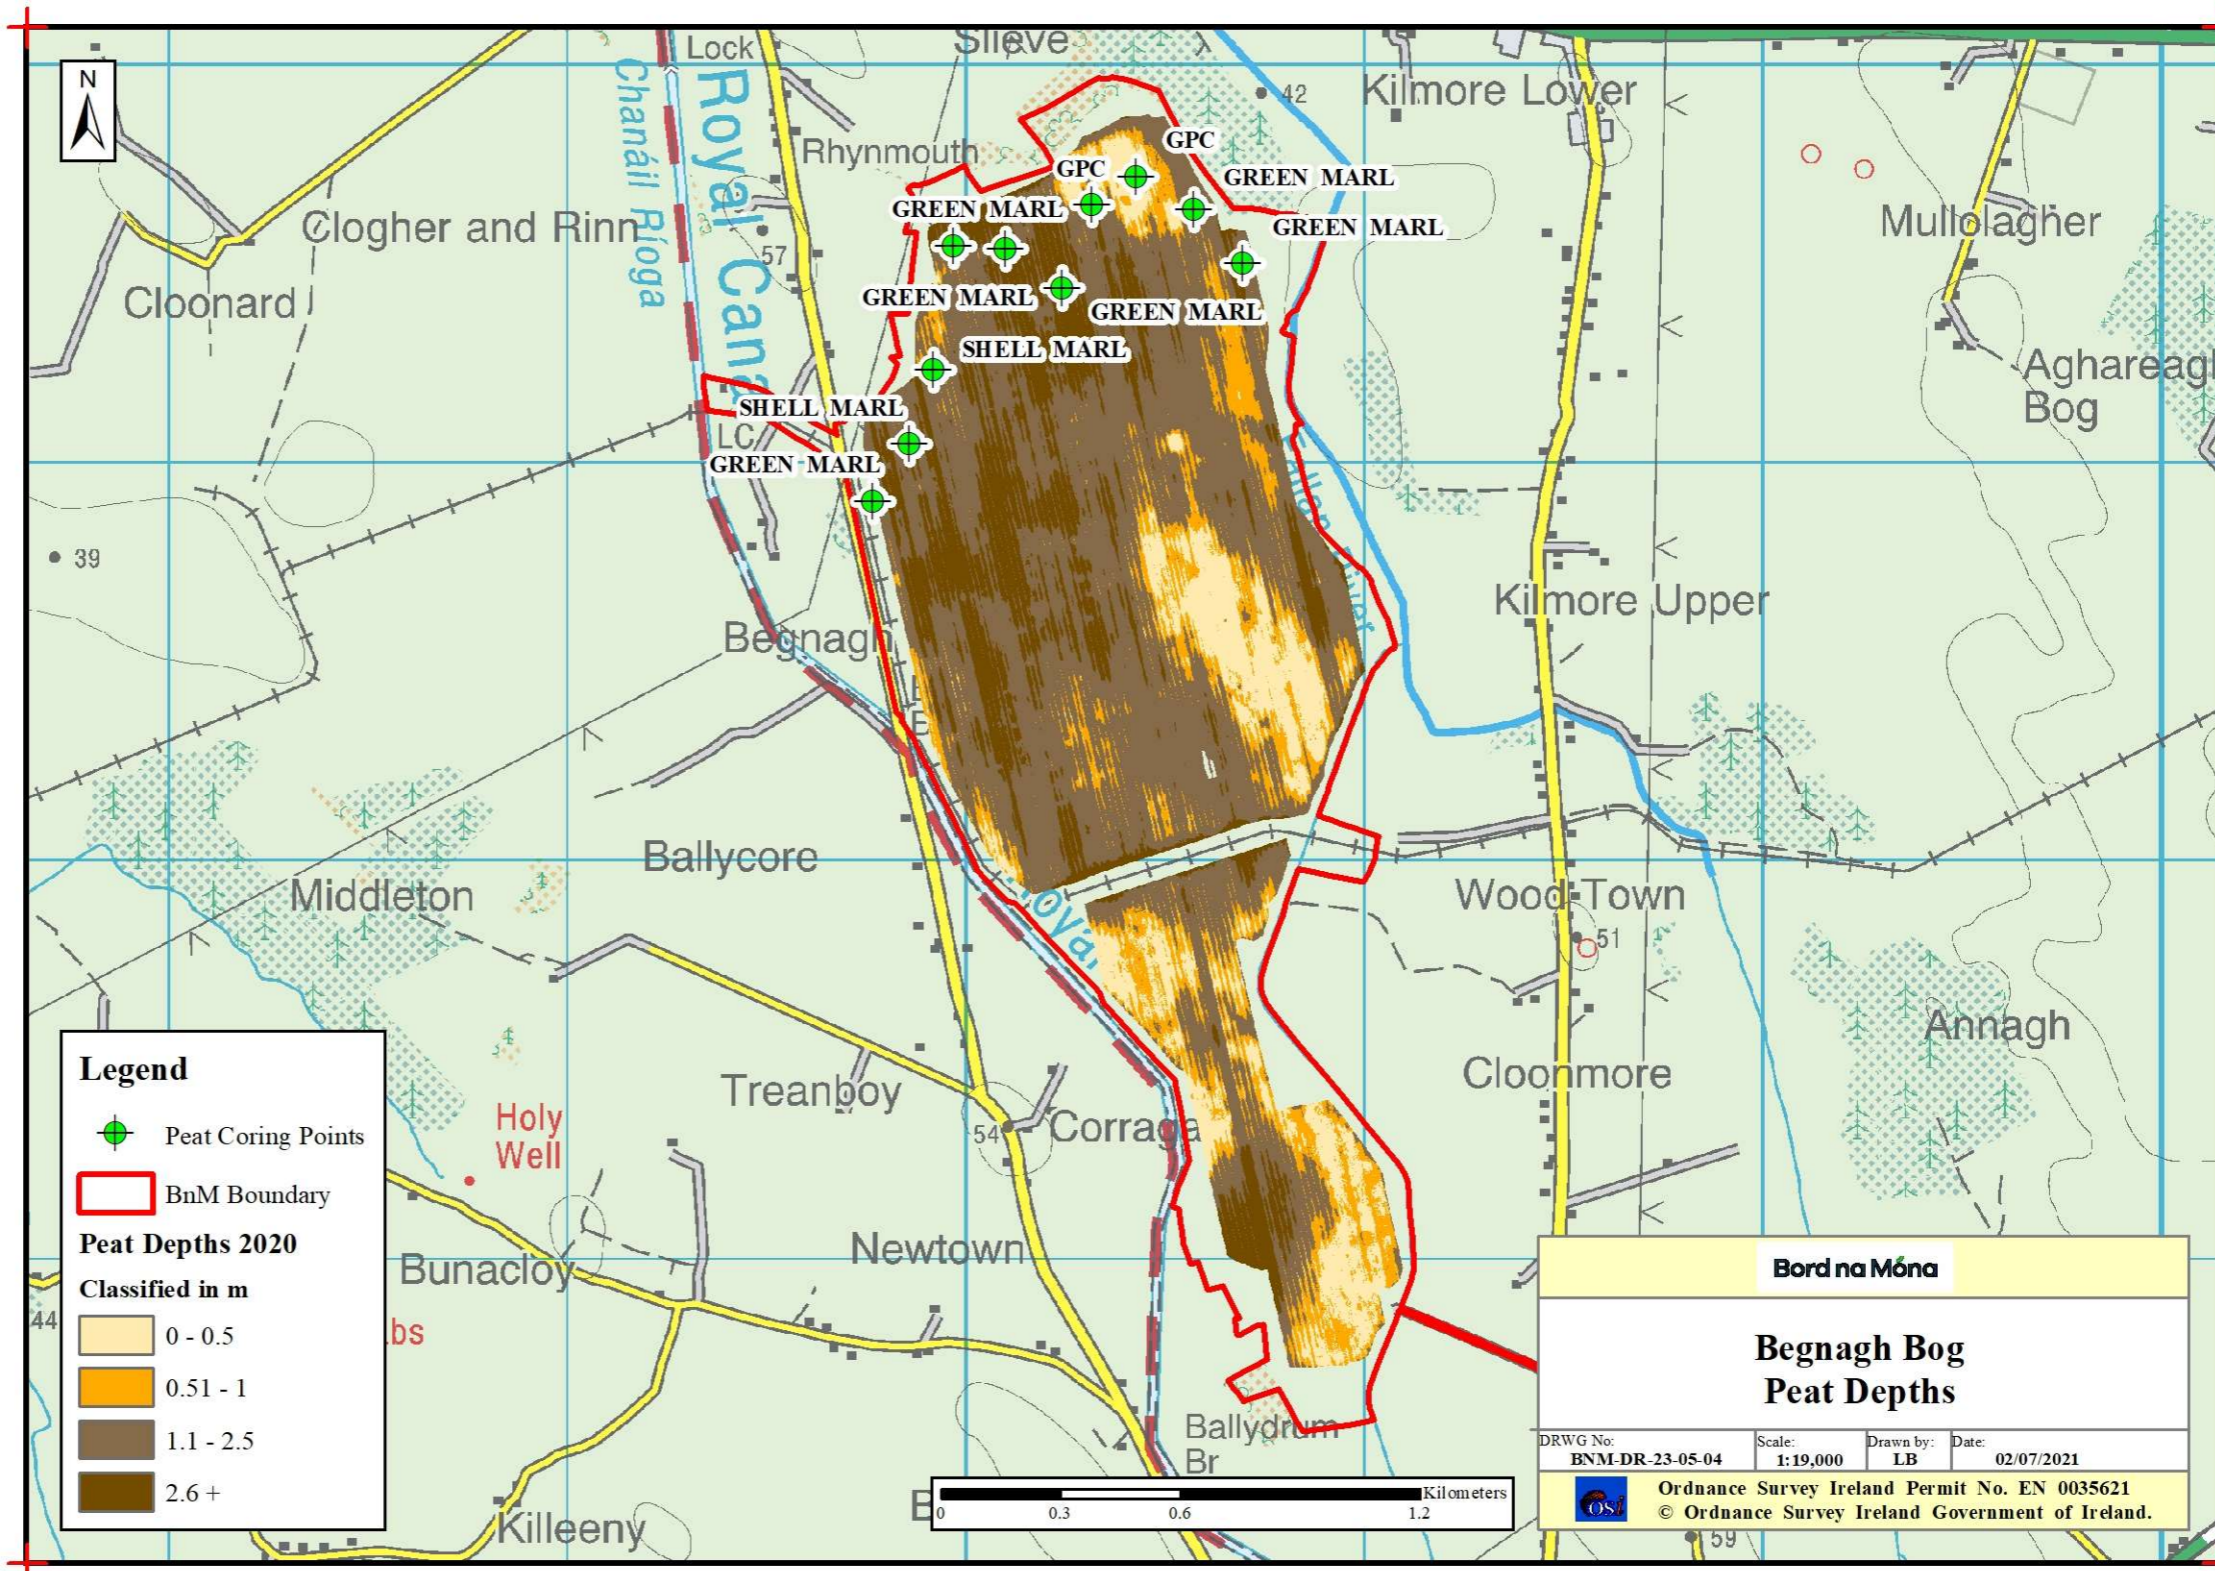 N
Lock
Slieve
Royal Canal
Chanáil Ríoga
42
Kilmore Lower
Rhynmouth
GPC
GPC
GREEN MARL
GREEN MARL
GREEN MARL
Clogher and Rinn
57
Mullolagher
Cloonard
GREEN MARL
GREEN MARL
SHELL MARL
Aghareagh
Bog
SHELL MARL
LC
GREEN MARL
39
Kilmore Upper
Begnagh
Ballycore
Middleton
Wood Town
51
Royal
Annagh
Cloonmore
Treanboy
54
Corraga
Holy
Well
Newtown
Bunacloy
44
Ballydrum
Br
Killeeny
59
Legend
Peat Coring Points
BnM Boundary
Peat Depths 2020
Classified in m
0 - 0.5
0.51 - 1
1.1 - 2.5
2.6 +
0 0.3 0.6 1.2 Kilometers
Bord na Móna
Begnagh Bog
Peat Depths
DRWG No: Scale: Drawn by: Date:
BNM-DR-23-05-04 1:19,000 LB 02/07/2021
OSi
Ordnance Survey Ireland Permit No. EN 0035621
© Ordnance Survey Ireland Government of Ireland.